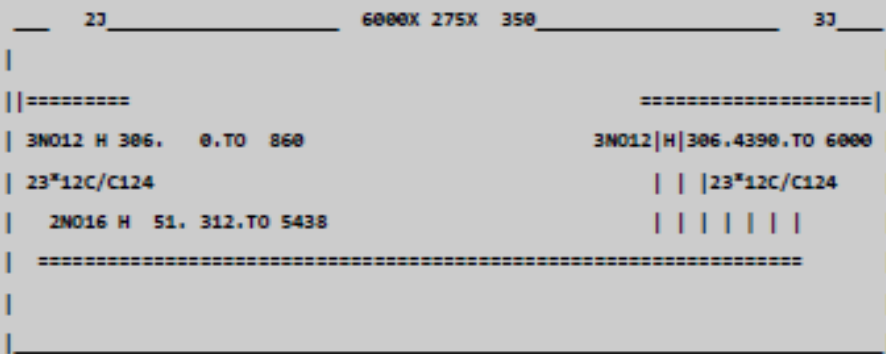 2J 6000X 275X 350 3J
||========= ====================|
| 3NO12 H 306. 0.TO 860 3NO12|H|306.4390.TO 6000
| 23*12C/C124 | | |23*12C/C124
| 2NO16 H 51. 312.TO 5438 | | | | | | |
| =================================================================